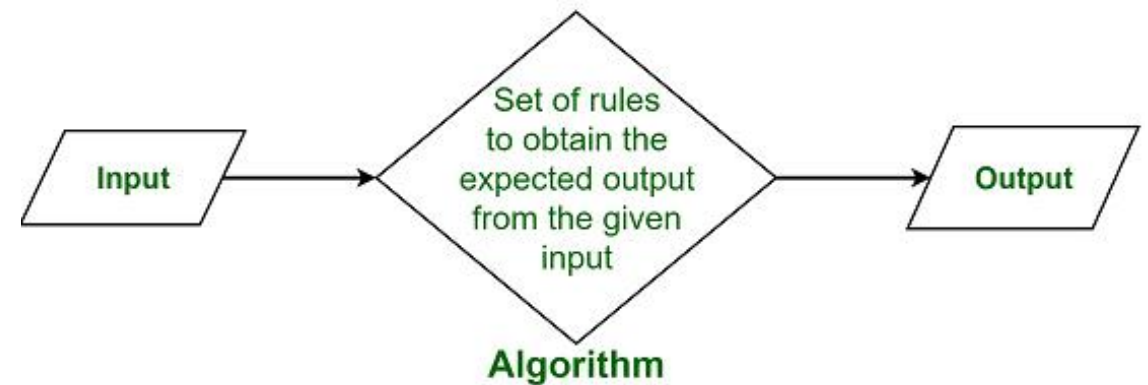 Input
Set of rules
to obtain the
expected output
from the given
input
Output
Algorithm